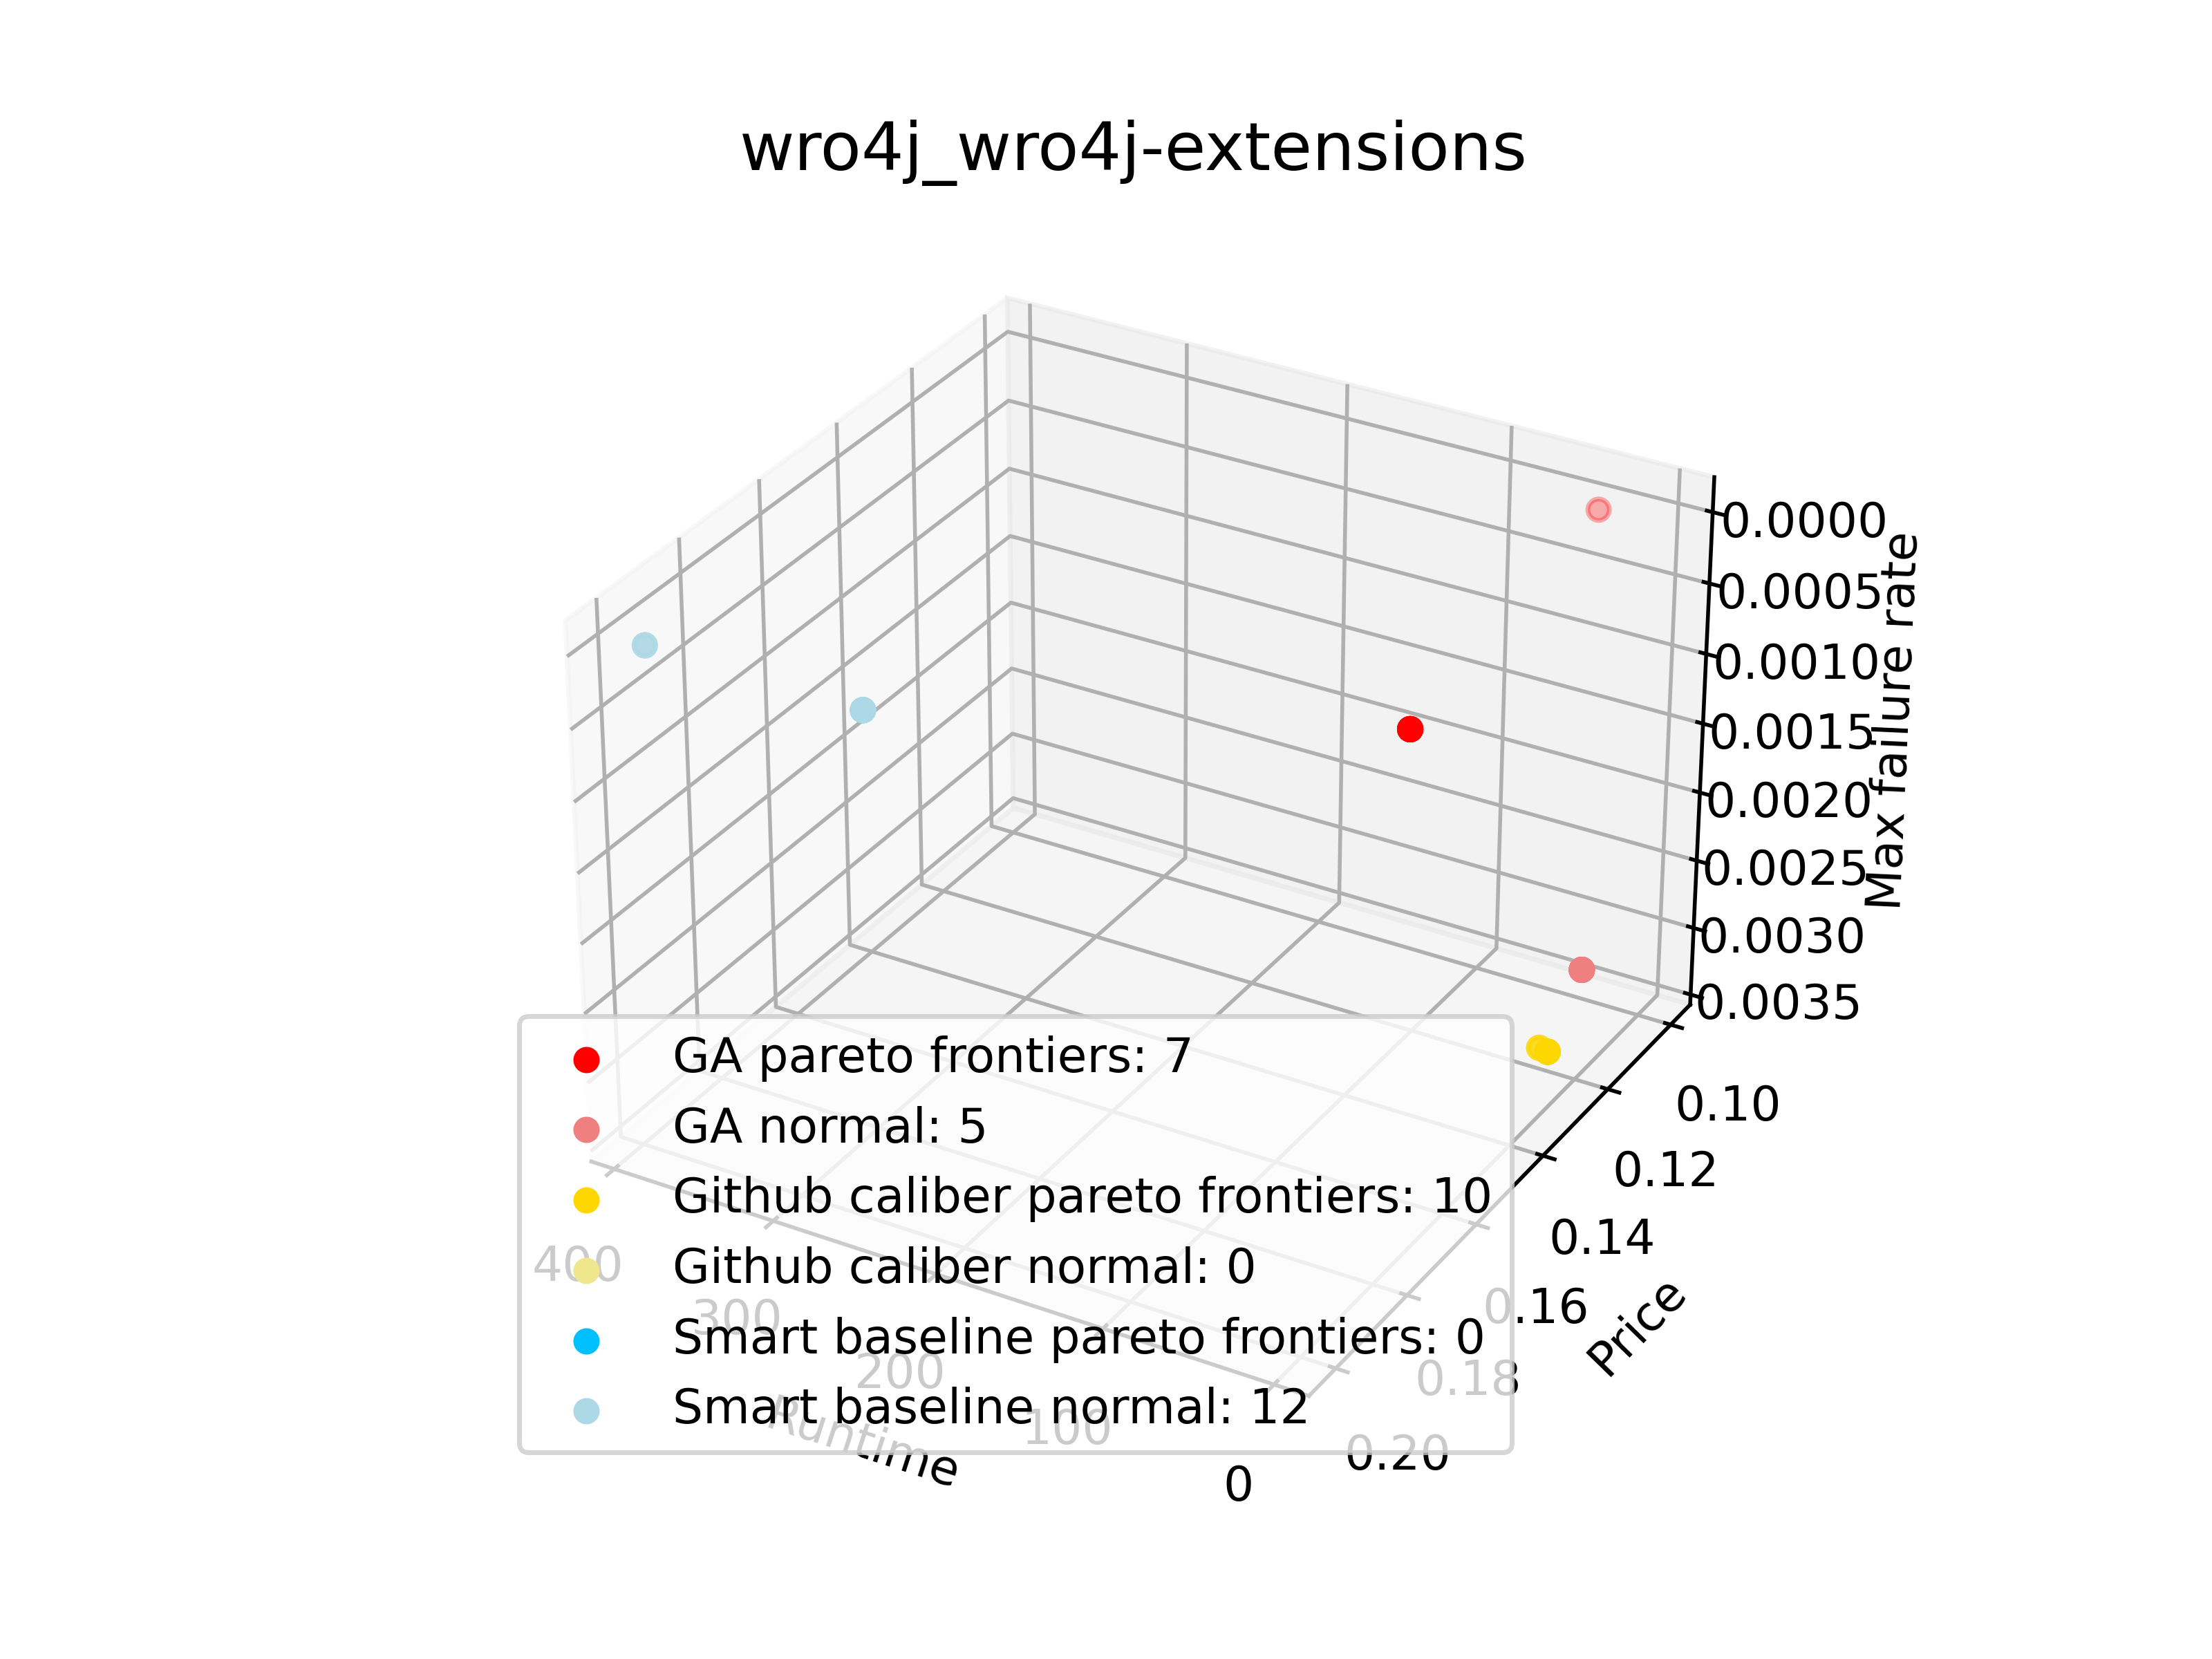 wro4j_wro4j-extensions
0.0000
0.0005
0.0010
0.0015
0.0020
0.0025
0.0030
0.0035
Max failure rate
0.10
0.12
0.14
0.16
0.18
0.20
Price
400
300
200
100
0
Runtime
GA pareto frontiers: 7
GA normal: 5
Github caliber pareto frontiers: 10
Github caliber normal: 0
Smart baseline pareto frontiers: 0
Smart baseline normal: 12